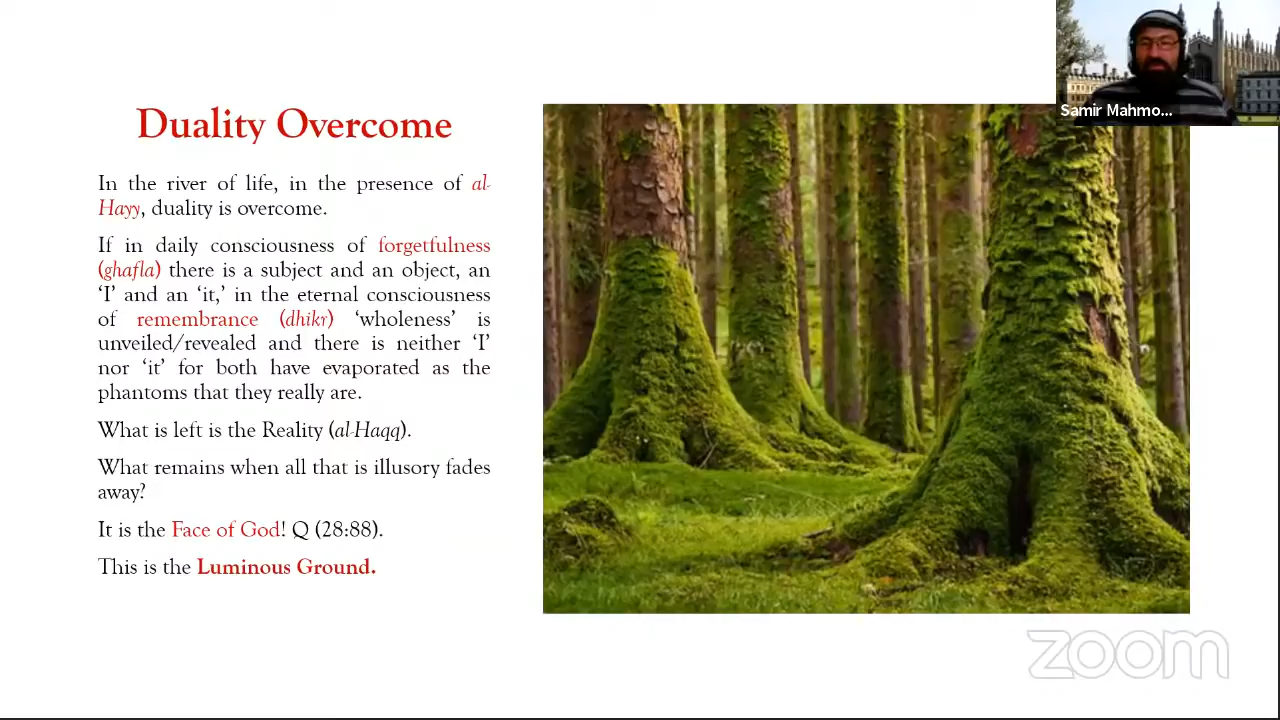 Samir Mahmo...
Duality Overcome
In the river of life, in the presence of al-
Hayy, duality is overcome.
If in daily consciousness of forgetfulness
(ghafla) there is a subject and an object, an
‘I’ and an ‘it,’ in the eternal consciousness
of remembrance (dhikr) ‘wholeness’ is
unveiled/revealed and there is neither ‘I’
nor ‘it’ for both have evaporated as the
phantoms that they really are.
What is left is the Reality (al-Haqq).
What remains when all that is illusory fades
away?
It is the Face of God! Q (28:88).
This is the Luminous Ground.
zoom